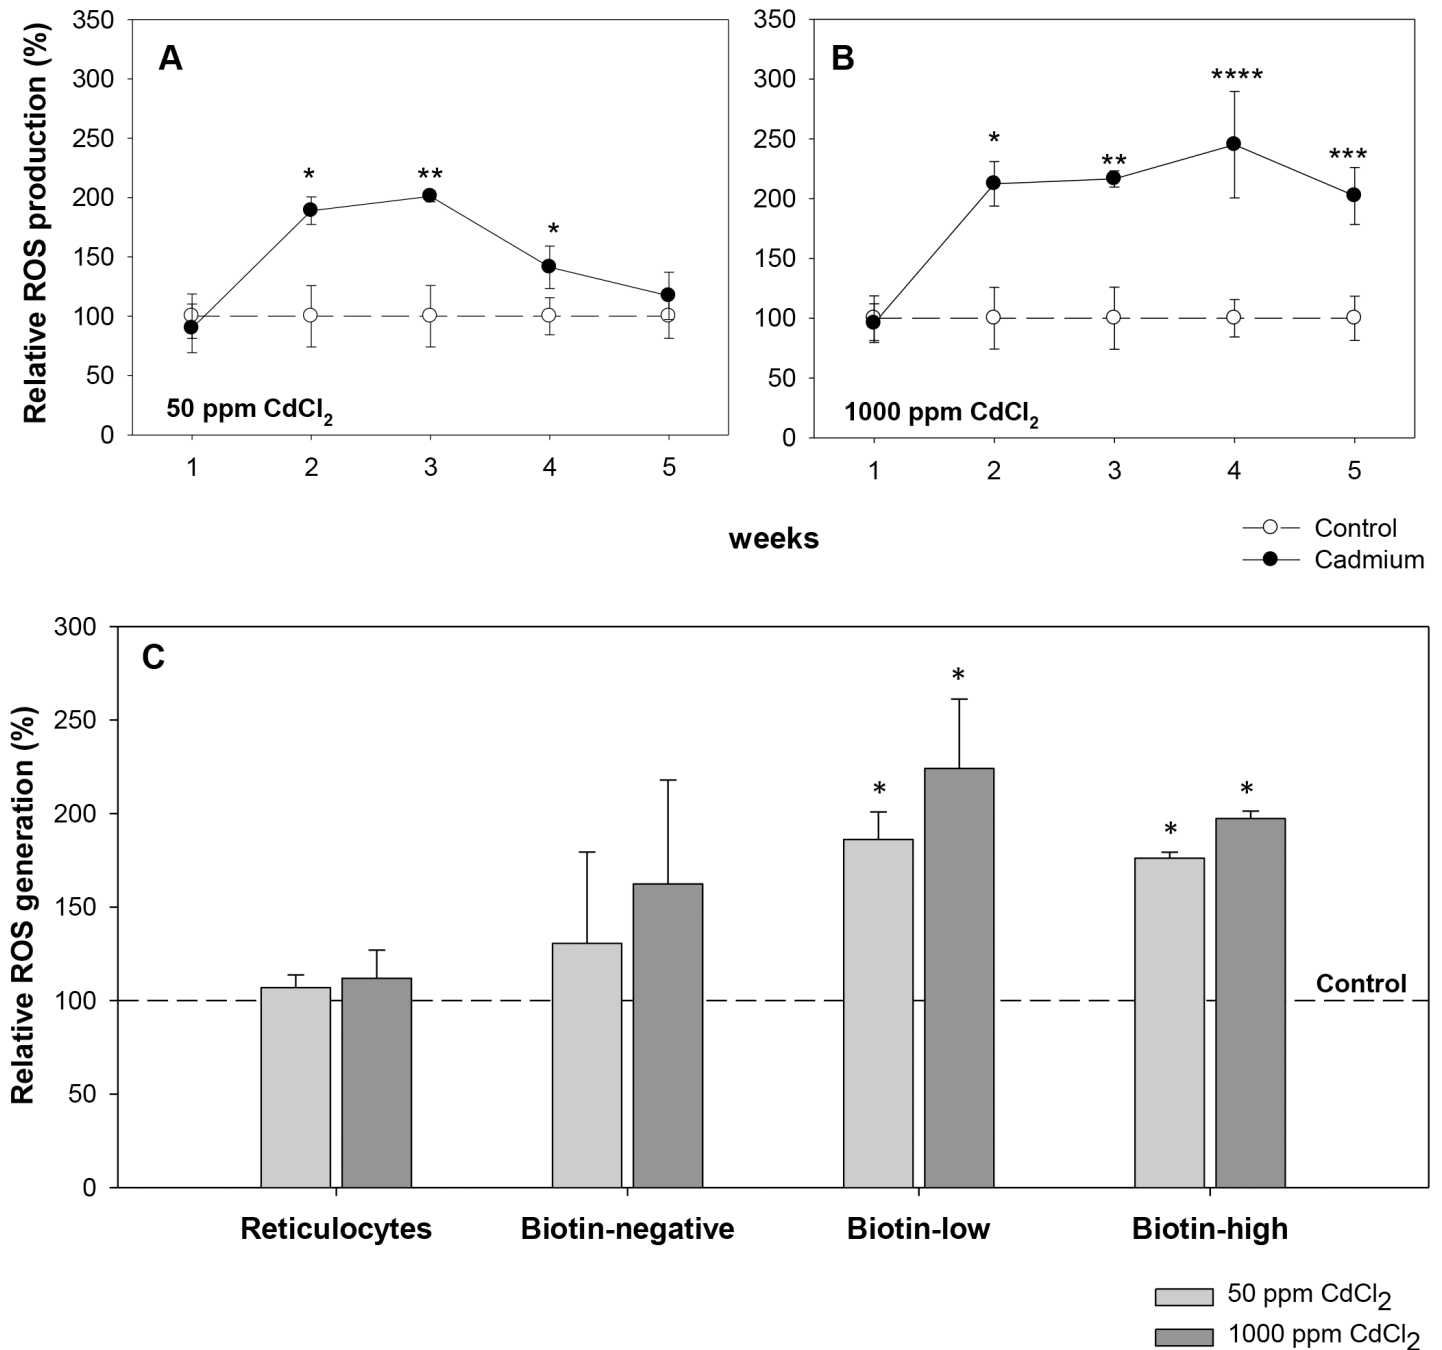 A
B
Relative ROS production (%)
350
300
250
200
150
100
50
0
* ** *
50 ppm CdCl2
1 2 3 4 5
350
300
250
200
150
100
50
0
* ** **** ***
1000 ppm CdCl2
1 2 3 4 5
weeks
Control
Cadmium
C
Relative ROS generation (%)
300
250
200
150
100
50
0
* * * *
Control
Reticulocytes Biotin-negative Biotin-low Biotin-high
50 ppm CdCl2
1000 ppm CdCl2